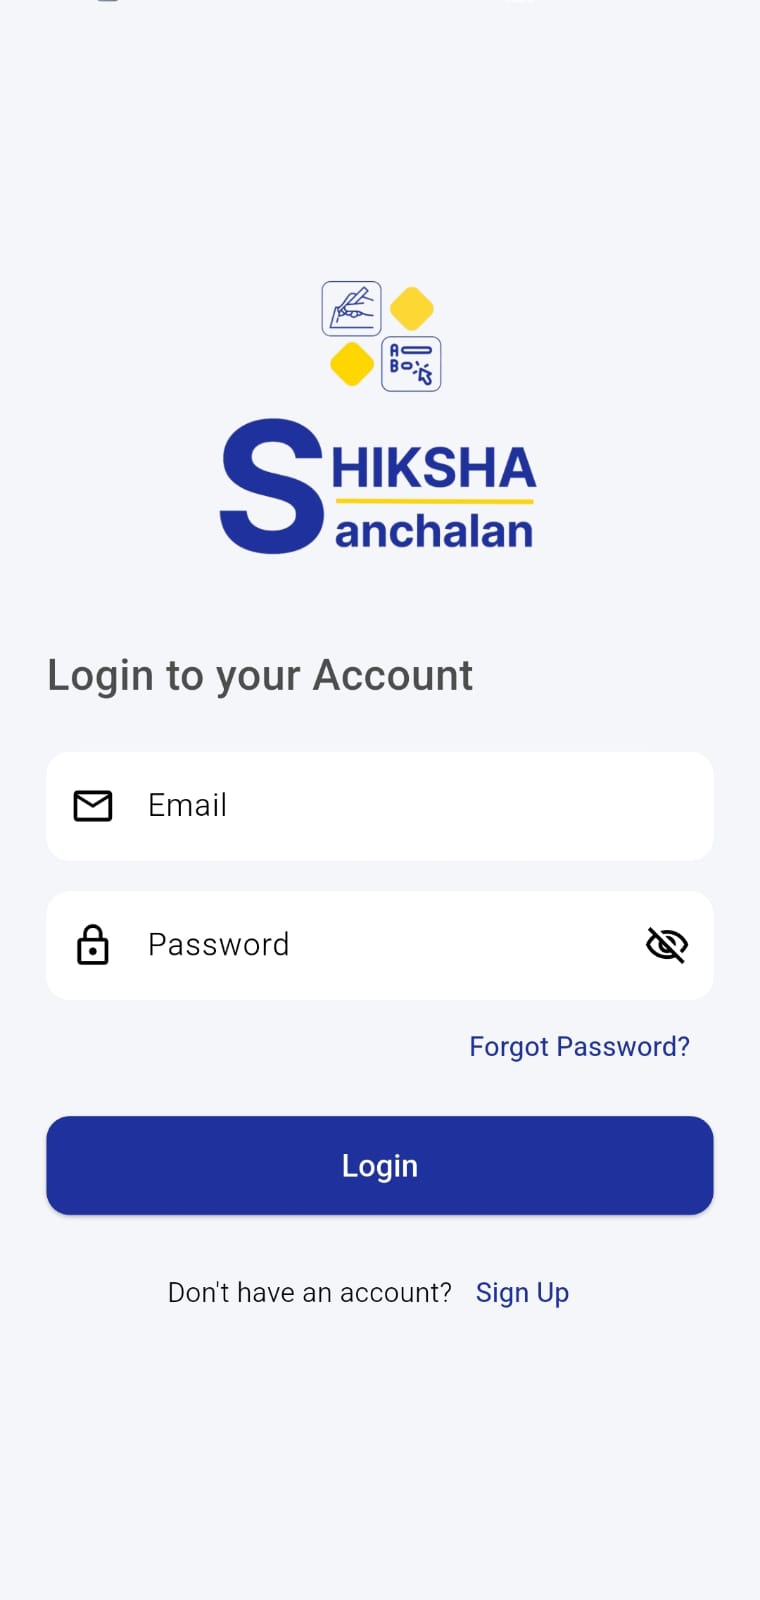 A
B
SHIKSHA
anchalan
Login to your Account
Email
Password
Forgot Password?
Login
Don't have an account? Sign Up